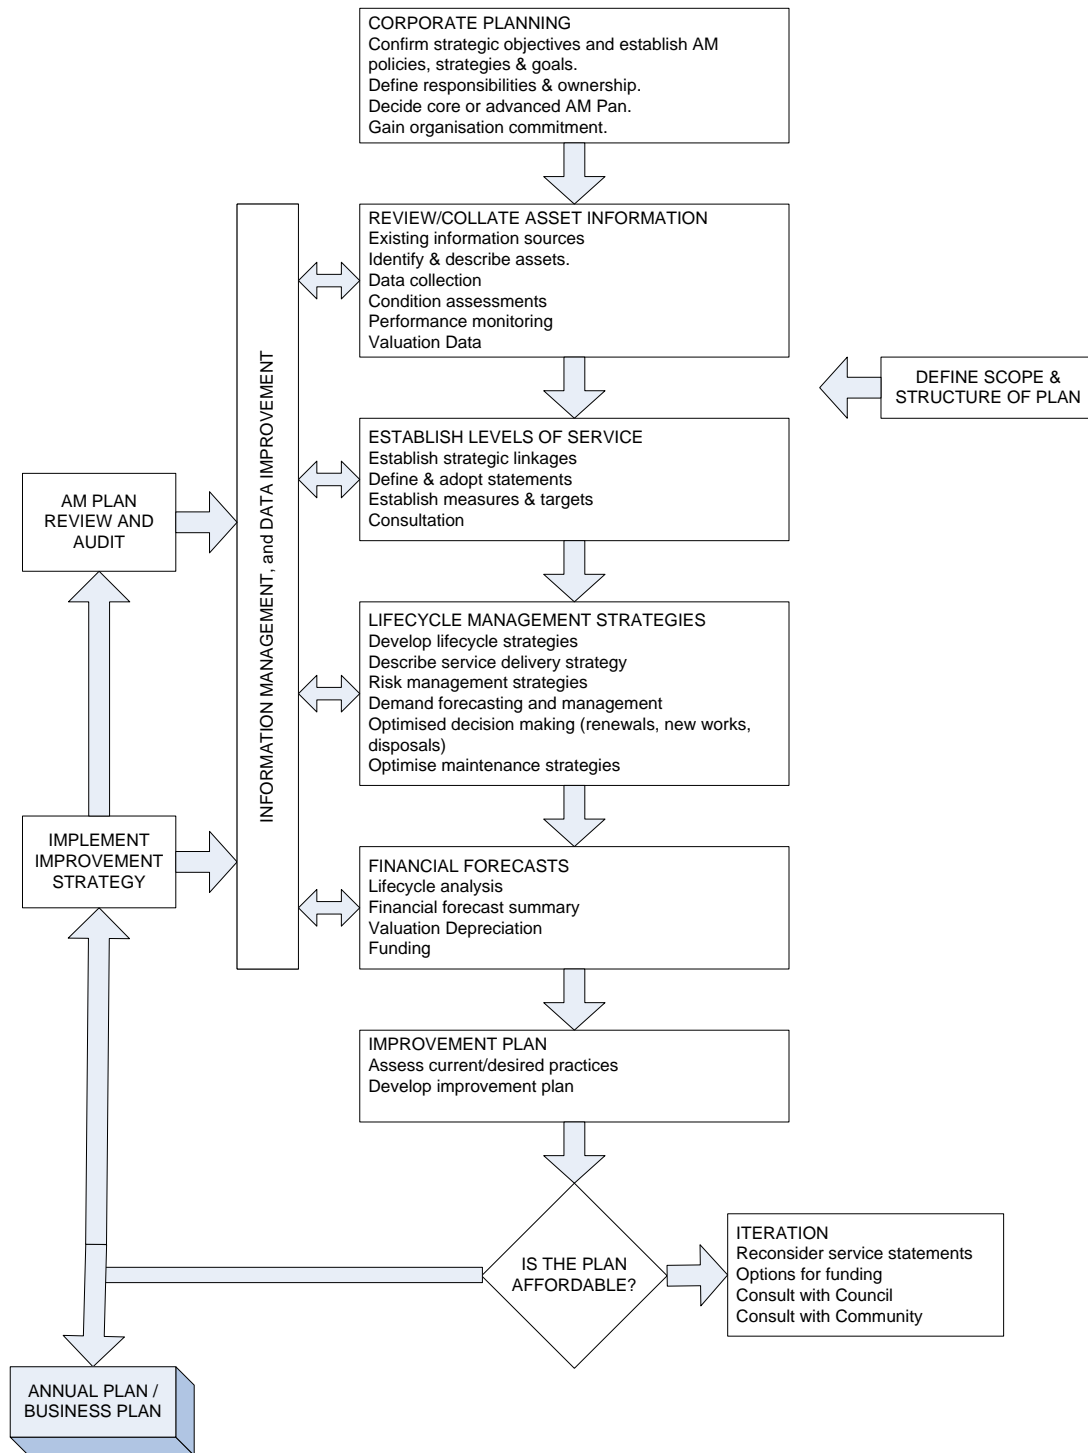 CORPORATE PLANNING
Confirm strategic objectives and establish AM
policies, strategies & goals.
Define responsibilities & ownership.
Decide core or advanced AM Pan.
Gain organisation commitment.
REVIEW/COLLATE ASSET INFORMATION
Existing information sources
Identify & describe assets.
Data collection
Condition assessments
Performance monitoring
Valuation Data
DEFINE SCOPE &
STRUCTURE OF PLAN
INFORMATION MANAGEMENT, and DATA IMPROVEMENT
ESTABLISH LEVELS OF SERVICE
Establish strategic linkages
Define & adopt statements
Establish measures & targets
Consultation
AM PLAN
REVIEW AND
AUDIT
LIFECYCLE MANAGEMENT STRATEGIES
Develop lifecycle strategies
Describe service delivery strategy
Risk management strategies
Demand forecasting and management
Optimised decision making (renewals, new works,
disposals)
Optimise maintenance strategies
IMPLEMENT
IMPROVEMENT
STRATEGY
FINANCIAL FORECASTS
Lifecycle analysis
Financial forecast summary
Valuation Depreciation
Funding
IMPROVEMENT PLAN
Assess current/desired practices
Develop improvement plan
IS THE PLAN
AFFORDABLE?
ITERATION
Reconsider service statements
Options for funding
Consult with Council
Consult with Community
ANNUAL PLAN /
BUSINESS PLAN